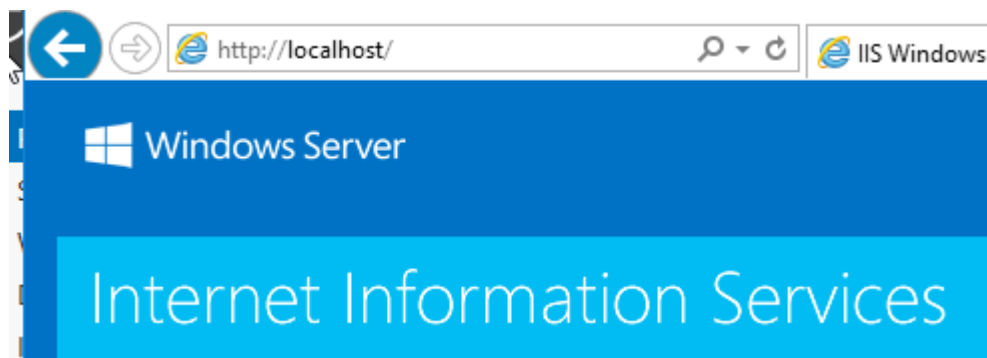 http://localhost/
IIS Windows
Windows Server
Internet Information Services